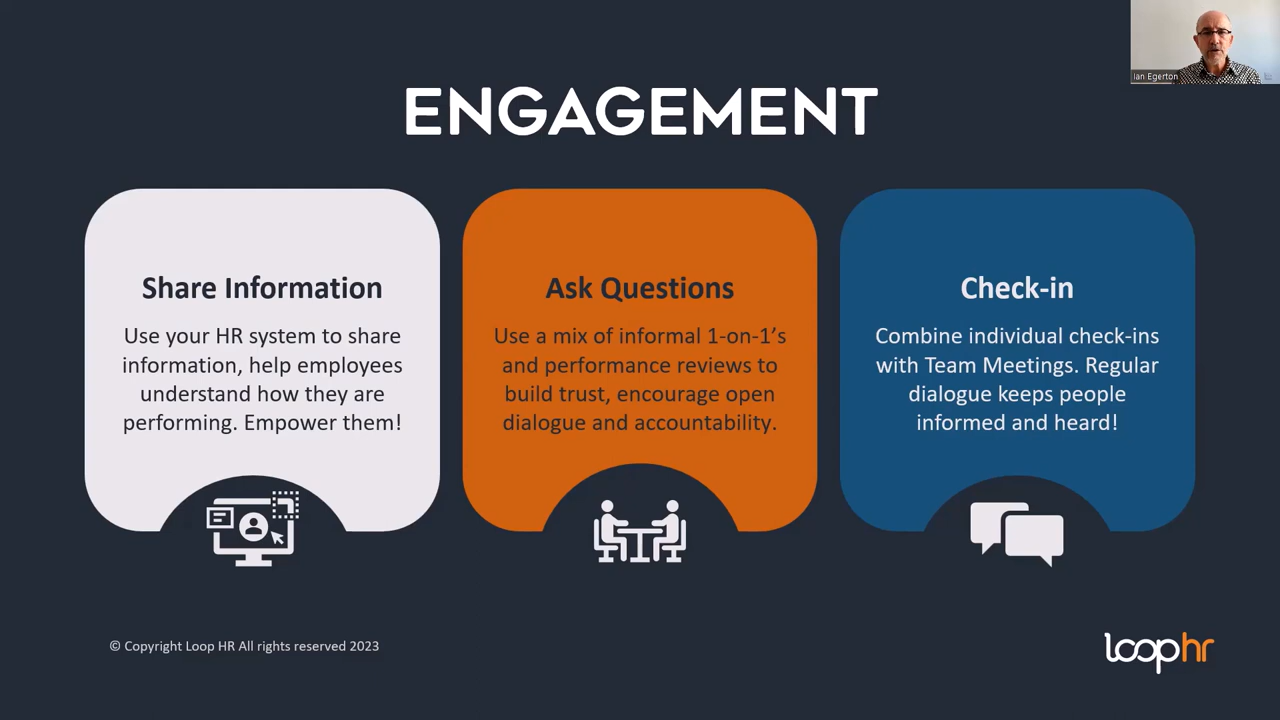 Ian Egerton
ENGAGEMENT
Share Information
Use your HR system to share
information, help employees
understand how they are
performing. Empower them!
Ask Questions
Use a mix of informal 1-on-1’s
and performance reviews to
build trust, encourage open
dialogue and accountability.
Check-in
Combine individual check-ins
with Team Meetings. Regular
dialogue keeps people
informed and heard!
© Copyright Loop HR All rights reserved 2023
loophr